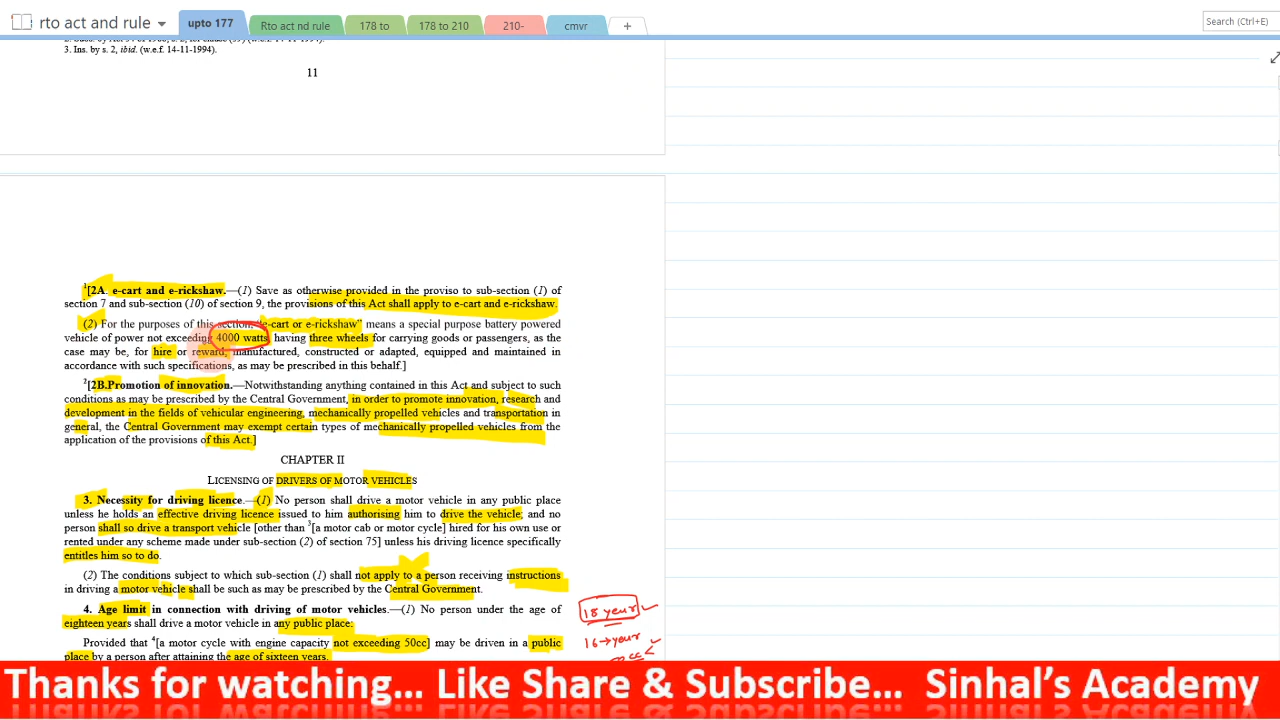 rto act and rule
upto 177
Rto act nd rule
178 to
178 to 210
210-
cmvr
+
Search (Ctrl+E)
3. Ins. by s. 2, ibid. (w.e.f. 14-11-1994).
11
1[2A. e-cart and e-rickshaw.—(1) Save as otherwise provided in the proviso to sub-section (1) of
section 7 and sub-section (10) of section 9, the provisions of this Act shall apply to e-cart and e-rickshaw.
(2) For the purposes of this section, “e-cart or e-rickshaw” means a special purpose battery powered
vehicle of power not exceeding 4000 watts, having three wheels for carrying goods or passengers, as the
case may be, for hire or reward, manufactured, constructed or adapted, equipped and maintained in
accordance with such specifications, as may be prescribed in this behalf.]
2[2B.Promotion of innovation.—Notwithstanding anything contained in this Act and subject to such
conditions as may be prescribed by the Central Government, in order to promote innovation, research and
development in the fields of vehicular engineering, mechanically propelled vehicles and transportation in
general, the Central Government may exempt certain types of mechanically propelled vehicles from the
application of the provisions of this Act.]
CHAPTER II
LICENSING OF DRIVERS OF MOTOR VEHICLES
3. Necessity for driving licence.—(1) No person shall drive a motor vehicle in any public place
unless he holds an effective driving licence issued to him authorising him to drive the vehicle; and no
person shall so drive a transport vehicle [other than 3[a motor cab or motor cycle] hired for his own use or
rented under any scheme made under sub-section (2) of section 75] unless his driving licence specifically
entitles him so to do.
(2) The conditions subject to which sub-section (1) shall not apply to a person receiving instructions
in driving a motor vehicle shall be such as may be prescribed by the Central Government.
4. Age limit in connection with driving of motor vehicles.—(1) No person under the age of
eighteen years shall drive a motor vehicle in any public place:
18 year
Provided that 4[a motor cycle with engine capacity not exceeding 50cc] may be driven in a public
16→year
place by a person after attaining the age of sixteen years.
Thanks for watching... Like Share & Subscribe... Sinhal’s Academy